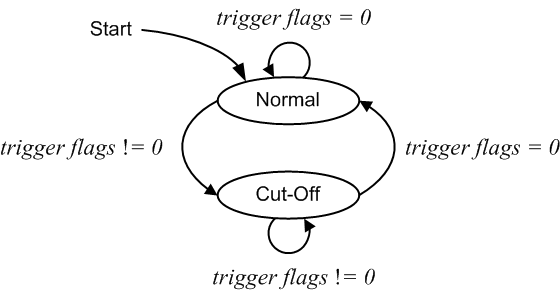 trigger flags = 0
Start
Normal
trigger flags != 0
trigger flags = 0
Cut-Off
trigger flags != 0